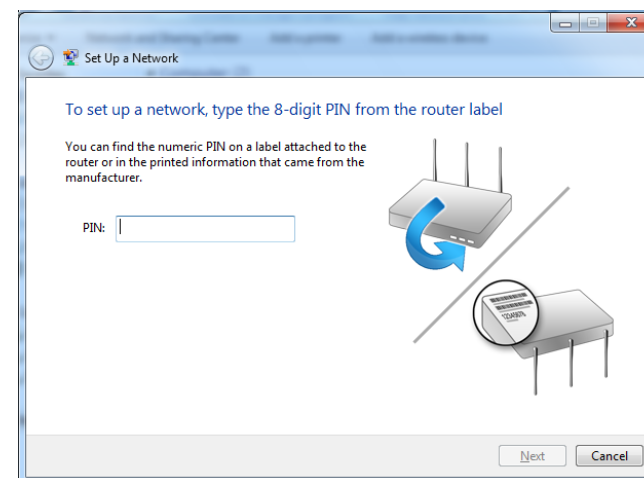 Set Up a Network
To set up a network, type the 8-digit PIN from the router label
You can find the numeric PIN on a label attached to the
router or in the printed information that came from the
manufacturer.
PIN:
12345678
Next
Cancel